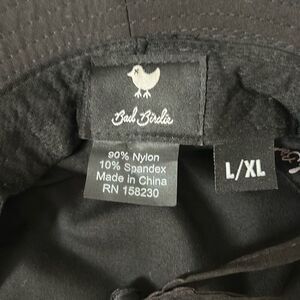 Bad Birdie
90% Nylon
10% Spandex
Made in China
RN 158230
L/XL